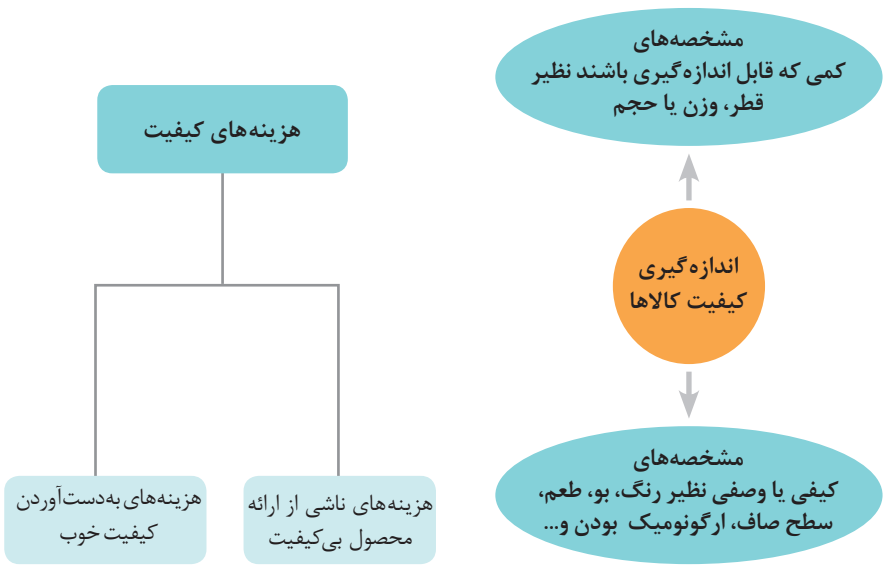 مشخصه‌های
کمی که قابل اندازه‌گیری باشند نظیر
قطر، وزن یا حجم
اندازه‌گیری
کیفیت کالاها
مشخصه‌های
کیفی یا وصفی نظیر رنگ، بو، طعم،
سطح صاف، ارگونومیک بودن و...
هزینه‌های کیفیت
هزینه‌های ناشی از ارائه
محصول بی‌کیفیت
هزینه‌های به‌دست‌آوردن
کیفیت خوب